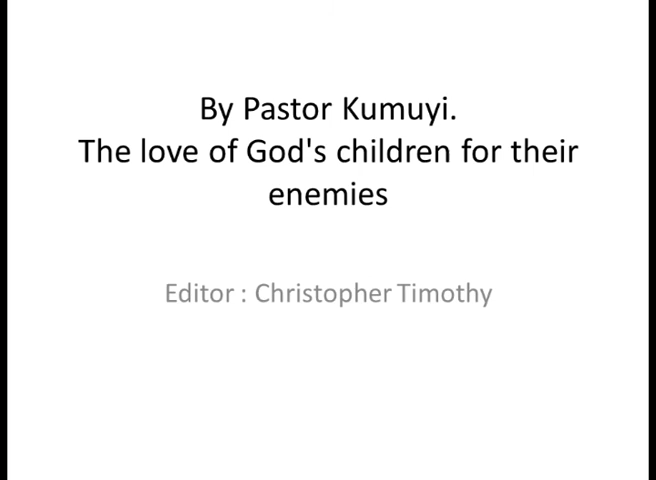 By Pastor Kumuyi.
The love of God's children for their
enemies
Editor : Christopher Timothy